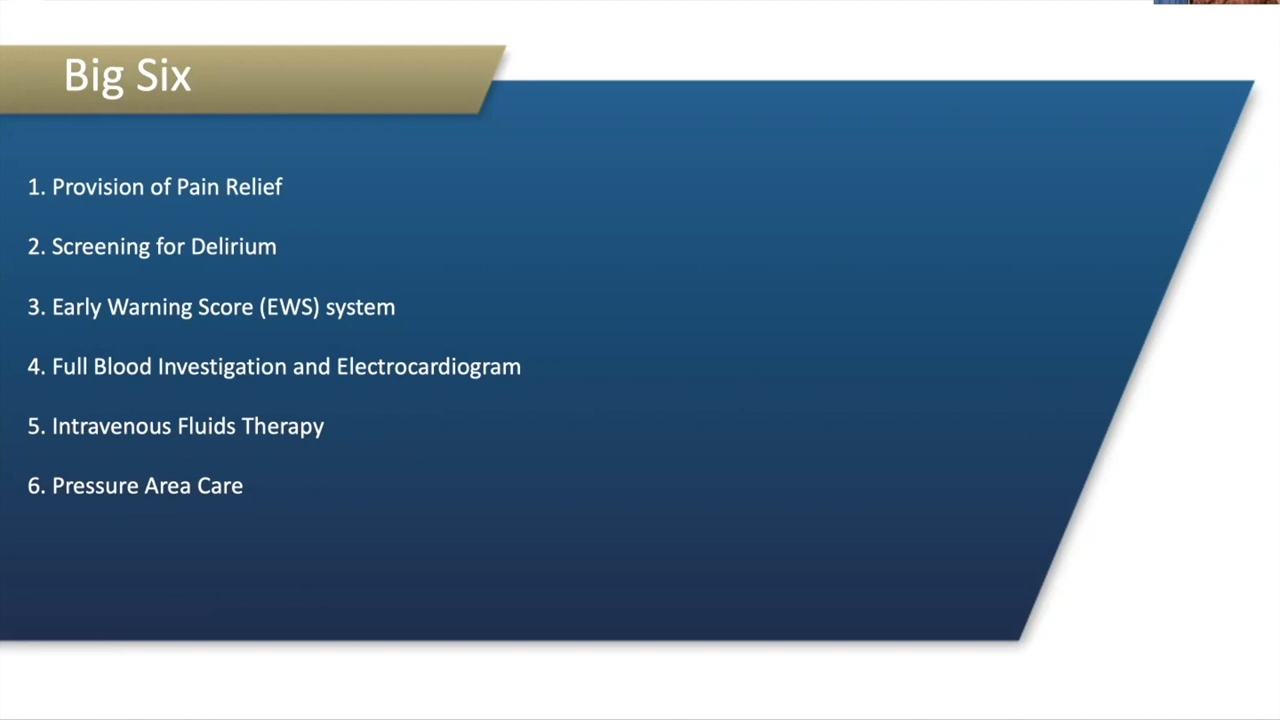 Big Six
1. Provision of Pain Relief
2. Screening for Delirium
3. Early Warning Score (EWS) system
4. Full Blood Investigation and Electrocardiogram
5. Intravenous Fluids Therapy
6. Pressure Area Care